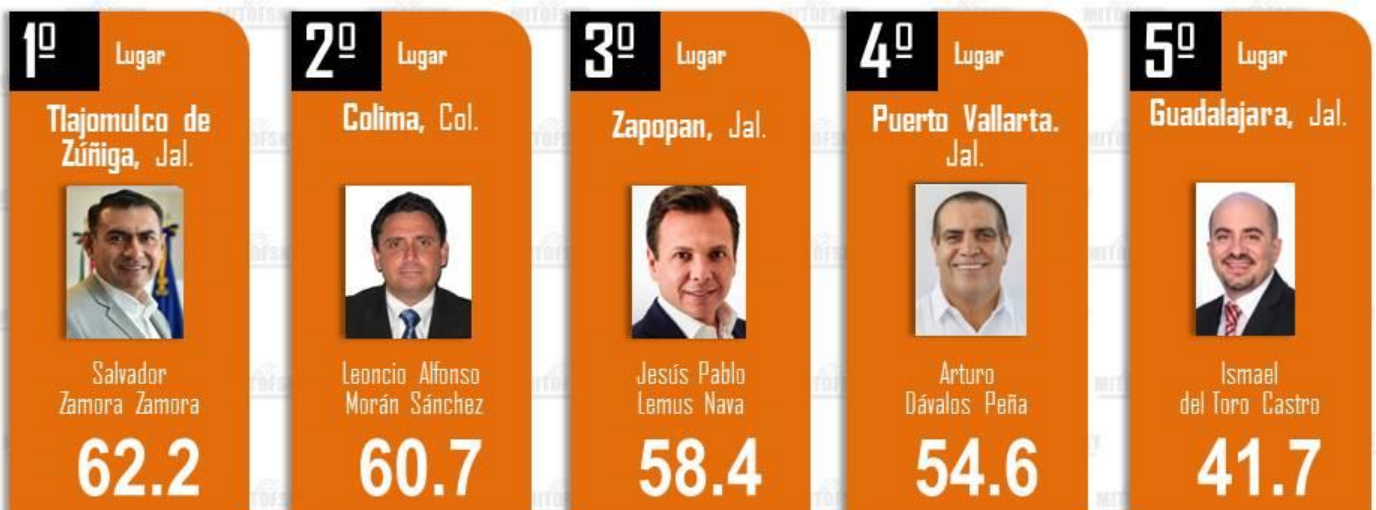 1º Lugar
Tlajomulco de
Zúñiga, Jal.
Salvador
Zamora Zamora
62.2
2º Lugar
Colima, Col.
Leoncio Alfonso
Morán Sánchez
60.7
3º Lugar
Zapopan, Jal.
Jesús Pablo
Lemus Nava
58.4
4º Lugar
Puerto Vallarta.
Jal.
Arturo
Dávalos Peña
54.6
5º Lugar
Guadalajara, Jal.
Ismael
del Toro Castro
41.7